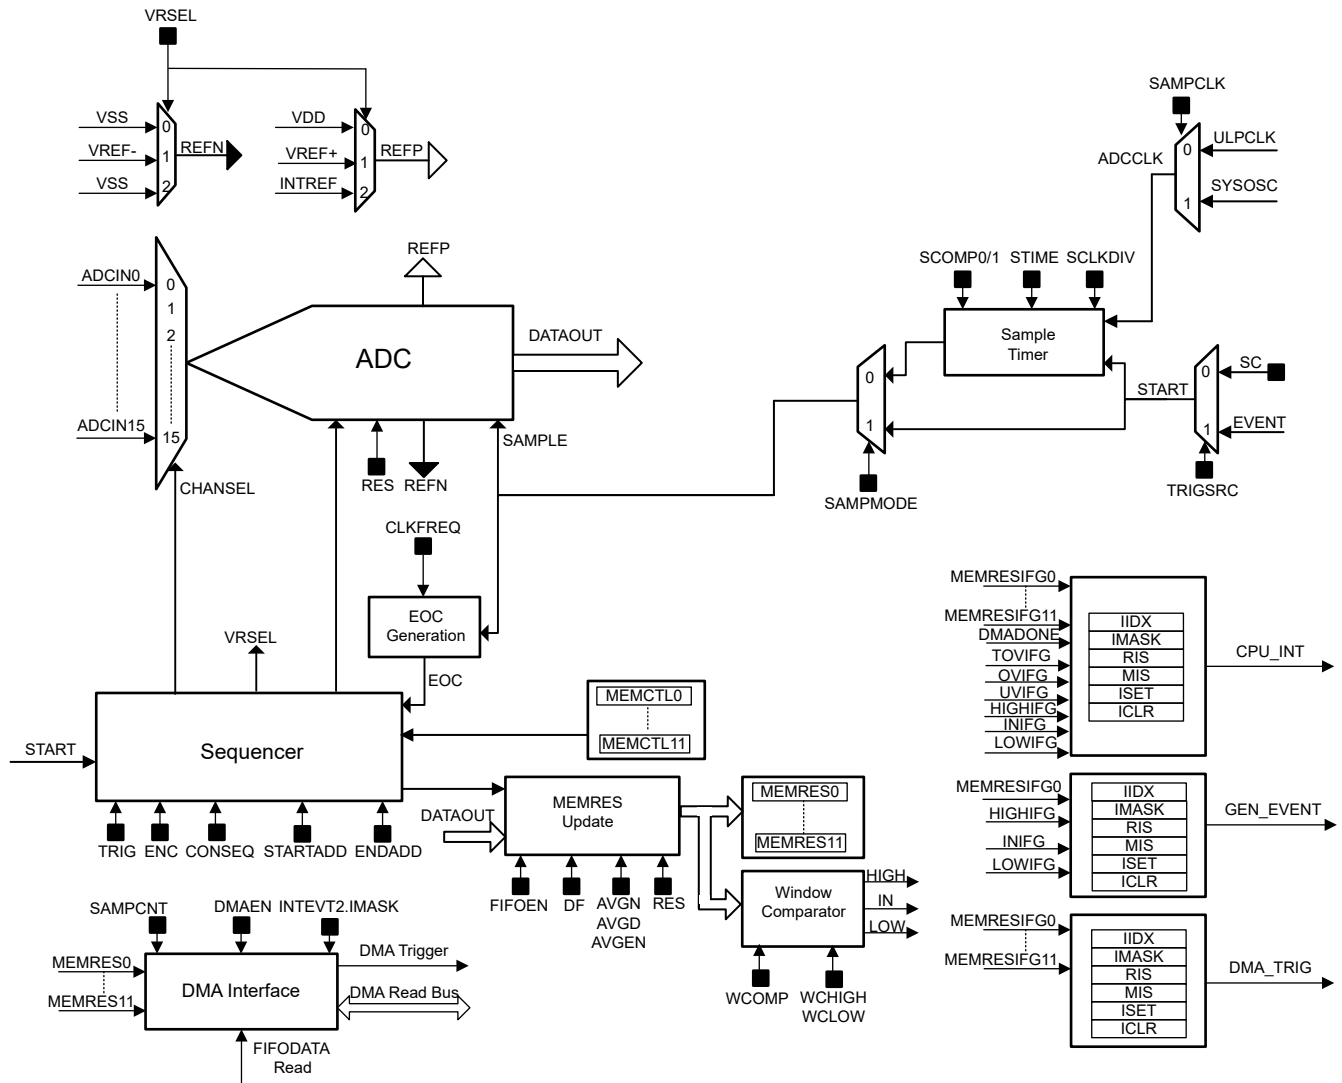 VRSEL
VSS
0
VREF-
1
REFN
VSS
2
VDD
0
VREF+
1
REFP
INTREF
2
SAMPCLK
0
ULPCLK
ADCCLK
SYSOSC
1
ADCIN0
0
1
2
ADCIN15
15
CHANSEL
REFP
ADC
DATAOUT
SAMPLE
RES
REFN
SCOMP0/1
STIME
SCLKDIV
Sample
Timer
0
1
SAMPMODE
START
0
SC
1
EVENT
TRIGSRC
CLKFREQ
EOC
Generation
EOC
VRSEL
START
Sequencer
MEMCTL0
MEMCTL11
TRIG
ENC
CONSEQ
STARTADD
ENDADD
DATAOUT
MEMRES
Update
FIFOEN
DF
AVGN
AVGD
AVGEN
RES
MEMRES0
MEMRES11
Window
Comparator
HIGH
IN
LOW
WCOMP
WCHIGH
WCLOW
SAMPCNT
DMAEN
INTEVT2.IMASK
MEMRES0
MEMRES11
DMA Interface
DMA Trigger
DMA Read Bus
FIFODATA
Read
MEMRESIFG0
MEMRESIFG11
DMADONE
TOVIFG
OVIFG
UVIFG
HIGHIFG
INIFG
LOWIFG
IIDX
IMASK
RIS
MIS
ISET
ICLR
CPU_INT
MEMRESIFG0
HIGHIFG
INIFG
LOWIFG
IIDX
IMASK
RIS
MIS
ISET
ICLR
GEN_EVENT
MEMRESIFG0
MEMRESIFG11
IIDX
IMASK
RIS
MIS
ISET
ICLR
DMA_TRIG